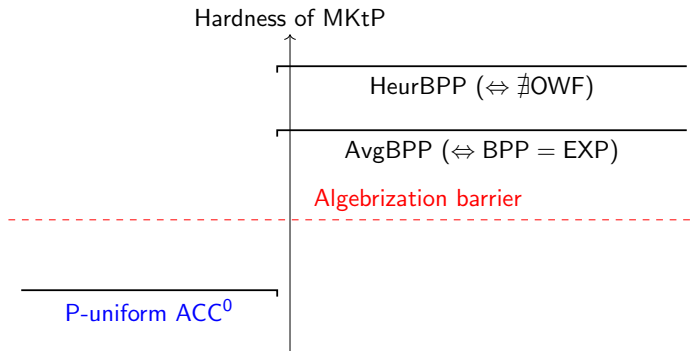 Hardness of MKtP
HeurBPP (⇔ ∄OWF)
AvgBPP (⇔ BPP = EXP)
Algebrization barrier
P-uniform ACC⁰